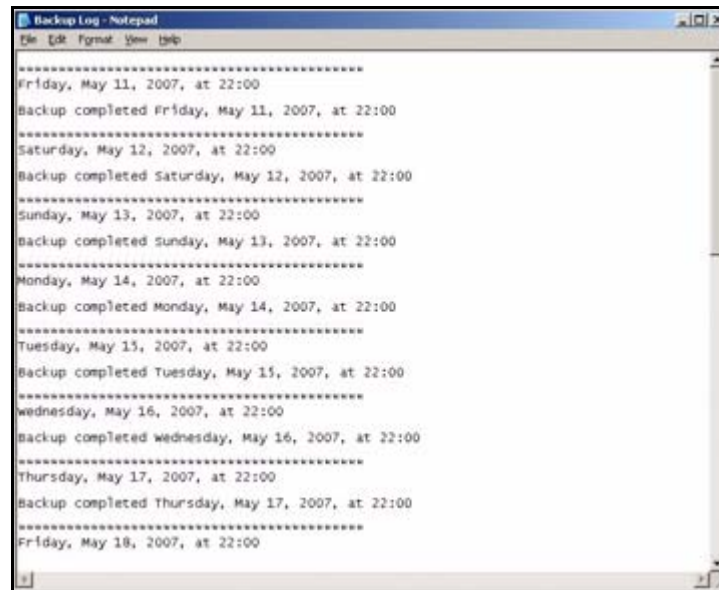 Backup Log - Notepad
File Edit Format View Help
============================================
Friday, May 11, 2007, at 22:00
Backup completed Friday, May 11, 2007, at 22:00
============================================
Saturday, May 12, 2007, at 22:00
Backup completed Saturday, May 12, 2007, at 22:00
============================================
Sunday, May 13, 2007, at 22:00
Backup completed Sunday, May 13, 2007, at 22:00
============================================
Monday, May 14, 2007, at 22:00
Backup completed Monday, May 14, 2007, at 22:00
============================================
Tuesday, May 15, 2007, at 22:00
Backup completed Tuesday, May 15, 2007, at 22:00
============================================
Wednesday, May 16, 2007, at 22:00
Backup completed Wednesday, May 16, 2007, at 22:00
============================================
Thursday, May 17, 2007, at 22:00
Backup completed Thursday, May 17, 2007, at 22:00
============================================
Friday, May 18, 2007, at 22:00